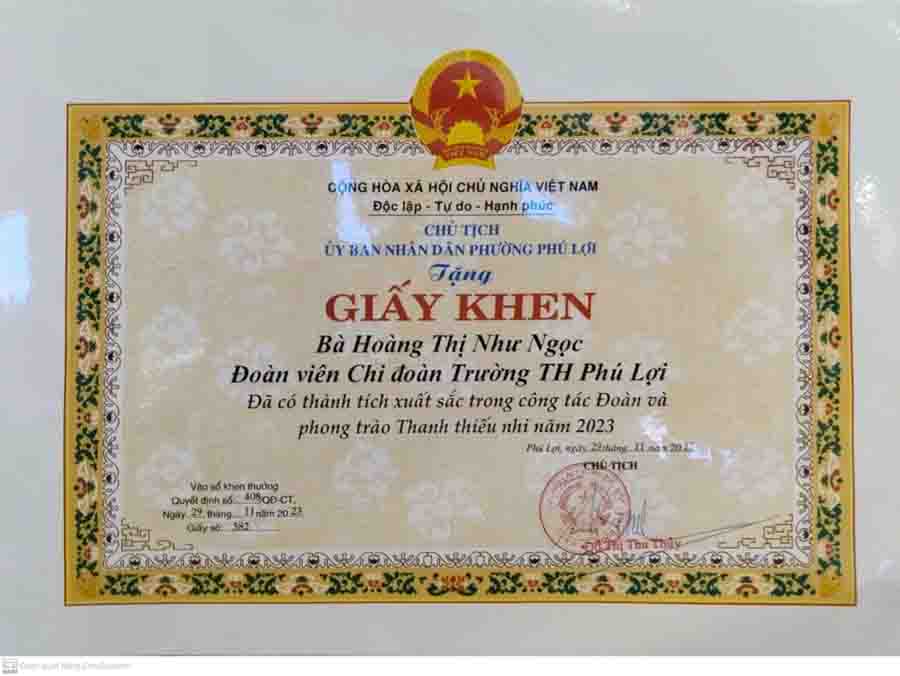 CỘNG HÒA XÃ HỘI CHỦ NGHĨA VIỆT NAM
Độc lập - Tự do - Hạnh phúc
CHỦ TỊCH
ỦY BAN NHÂN DÂN PHƯỜNG PHÚ LỢI
Tặng
GIẤY KHEN
Bà Hoàng Thị Như Ngọc
Đoàn viên Chi đoàn Trường TH Phú Lợi
Đã có thành tích xuất sắc trong công tác Đoàn và
phong trào Thanh thiếu nhi năm 2023
Phú Lợi, ngày 29 tháng 11 năm
CHỦ TỊCH
Vào sổ khen thưởng
Quyết định số: 408/QĐ-CT,
Ngày 29, tháng 11 năm 2023
Giấy số: 382
Thị Thu Thủy